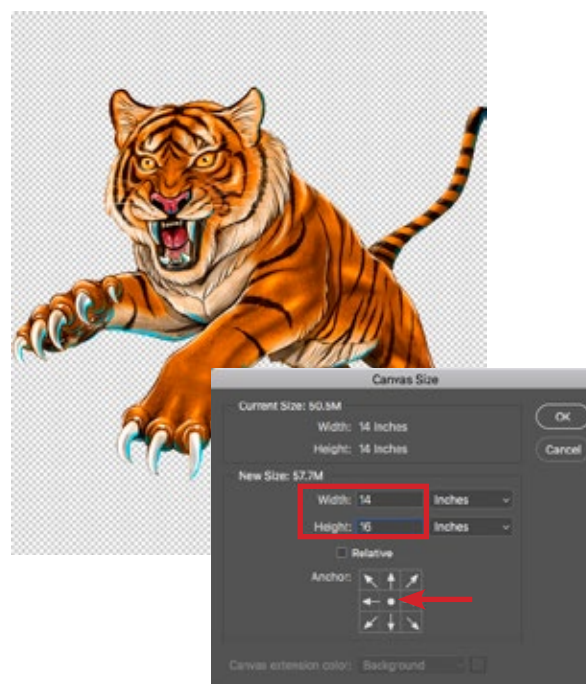 Canvas Size
Current Size: 50.5M
OK
Width: 14 Inches
Height: 14 Inches
Cancel
New Size: 57.7M
Width: 14 Inches
Height: 16 Inches
Relative
Anchor:
Canvas extension color: Background